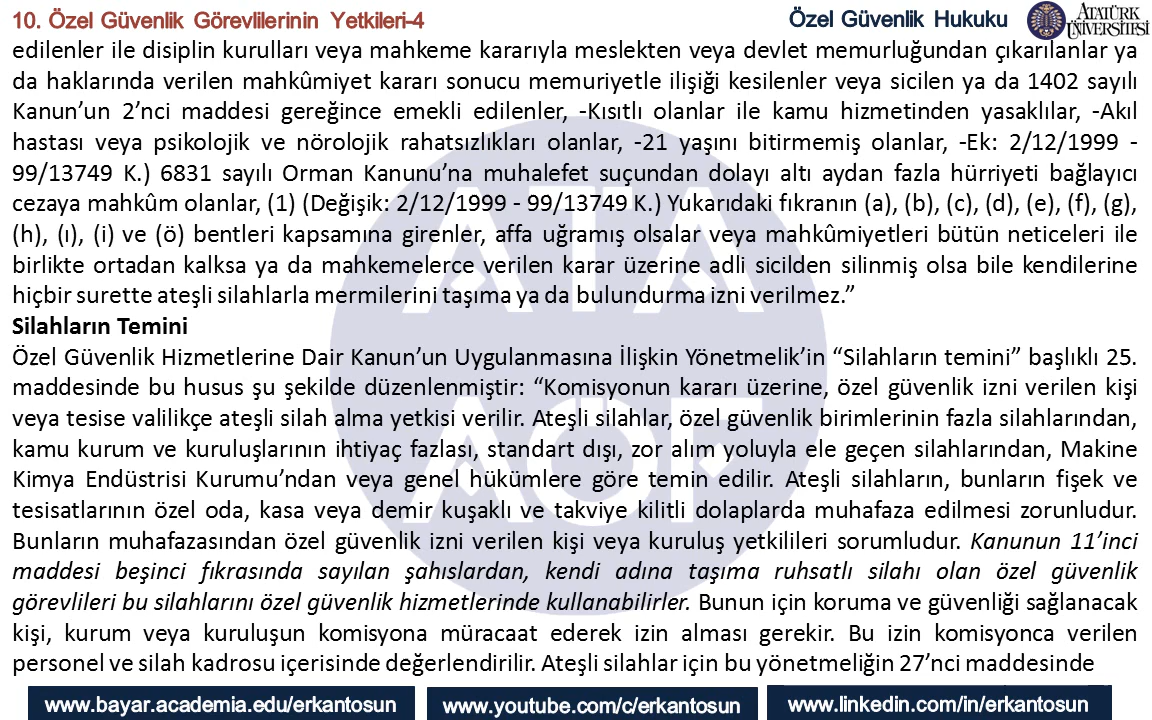 10. Özel Güvenlik Görevlilerinin Yetkileri-4
Özel Güvenlik Hukuku
ATATÜRK
ÜNİVERSİTESİ
edilenler ile disiplin kurulları veya mahkeme kararıyla meslekten veya devlet memurluğundan çıkarılanlar ya
da haklarında verilen mahkûmiyet kararı sonucu memuriyetle ilişiği kesilenler veya sicilen ya da 1402 sayılı
Kanun’un 2’nci maddesi gereğince emekli edilenler, -Kısıtlı olanlar ile kamu hizmetinden yasaklılar, -Akıl
hastası veya psikolojik ve nörolojik rahatsızlıkları olanlar, -21 yaşını bitirmemiş olanlar, -Ek: 2/12/1999 -
99/13749 K.) 6831 sayılı Orman Kanunu’na muhalefet suçundan dolayı altı aydan fazla hürriyeti bağlayıcı
cezaya mahkûm olanlar, (1) (Değişik: 2/12/1999 - 99/13749 K.) Yukarıdaki fıkranın (a), (b), (c), (d), (e), (f), (g),
(h), (ı), (i) ve (ö) bentleri kapsamına girenler, affa uğramış olsalar veya mahkûmiyetleri bütün neticeleri ile
birlikte ortadan kalksa ya da mahkemelerce verilen karar üzerine adli sicilden silinmiş olsa bile kendilerine
hiçbir surette ateşli silahlarla mermilerini taşıma ya da bulundurma izni verilmez.”
Silahların Temini
Özel Güvenlik Hizmetlerine Dair Kanun’un Uygulanmasına İlişkin Yönetmelik’in “Silahların temini” başlıklı 25.
maddesinde bu husus şu şekilde düzenlenmiştir: “Komisyonun kararı üzerine, özel güvenlik izni verilen kişi
veya tesise valilikçe ateşli silah alma yetkisi verilir. Ateşli silahlar, özel güvenlik birimlerinin fazla silahlarından,
kamu kurum ve kuruluşlarının ihtiyaç fazlası, standart dışı, zor alım yoluyla ele geçen silahlarından, Makine
Kimya Endüstrisi Kurumu’ndan veya genel hükümlere göre temin edilir. Ateşli silahların, bunların fişek ve
tesisatlarının özel oda, kasa veya demir kuşaklı ve takviye kilitli dolaplarda muhafaza edilmesi zorunludur.
Bunların muhafazasından özel güvenlik izni verilen kişi veya kuruluş yetkilileri sorumludur. Kanunun 11’inci
maddesi beşinci fıkrasında sayılan şahıslardan, kendi adına taşıma ruhsatlı silahı olan özel güvenlik
görevlileri bu silahlarını özel güvenlik hizmetlerinde kullanabilirler. Bunun için koruma ve güvenliği sağlanacak
kişi, kurum veya kuruluşun komisyona müracaat ederek izin alması gerekir. Bu izin komisyonca verilen
personel ve silah kadrosu içerisinde değerlendirilir. Ateşli silahlar için bu yönetmeliğin 27’nci maddesinde
ATA
AÖF
www.bayar.academia.edu/erkantosun
www.youtube.com/c/erkantosun
www.linkedin.com/in/erkantosun